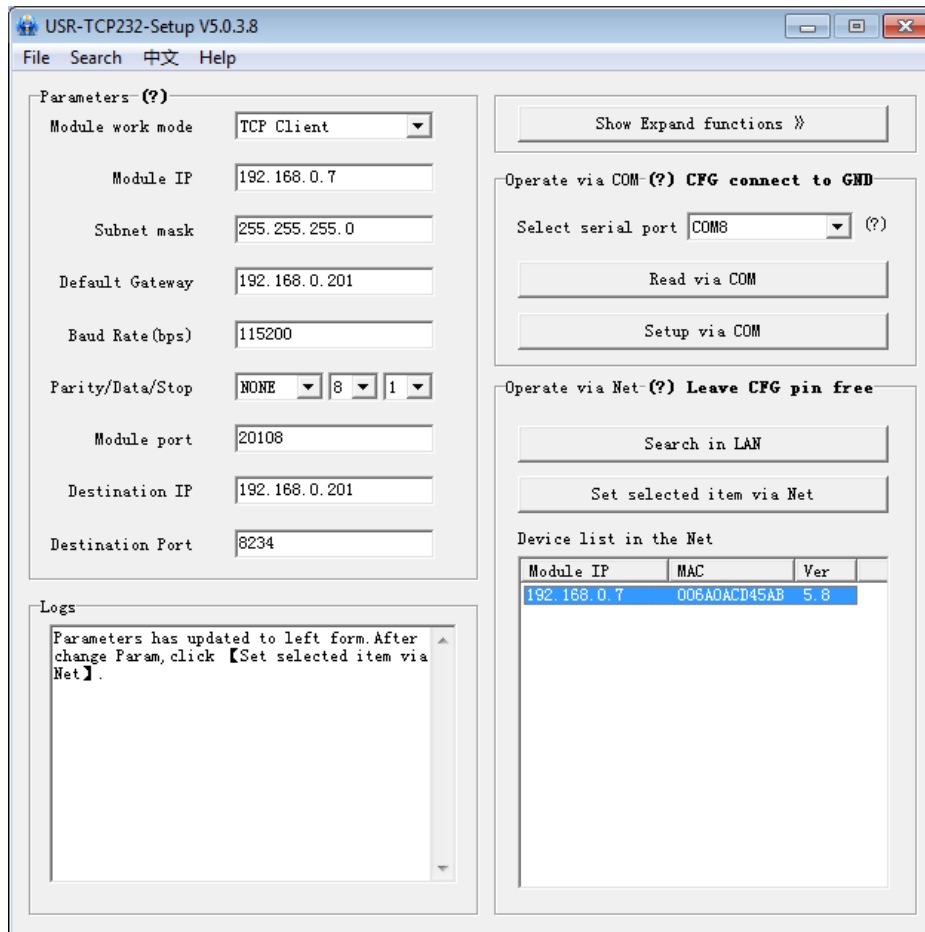 USR-TCP232-Setup V5.0.3.8
File Search 中文 Help
Parameters (?)
Module work mode TCP Client
Module IP 192.168.0.7
Subnet mask 255.255.255.0
Default Gateway 192.168.0.201
Baud Rate(bps) 115200
Parity/Data/Stop NONE 8 1
Module port 20108
Destination IP 192.168.0.201
Destination Port 8234
Logs
Parameters has updated to left form.After
change Param,click 【Set selected item via
Net】.
Show Expand functions 》
Operate via COM (?) CFG connect to GND
Select serial port COM8 (?)
Read via COM
Setup via COM
Operate via Net (?) Leave CFG pin free
Search in LAN
Set selected item via Net
Device list in the Net
Module IP MAC Ver
192.168.0.7 006A0ACD45AB 5.8